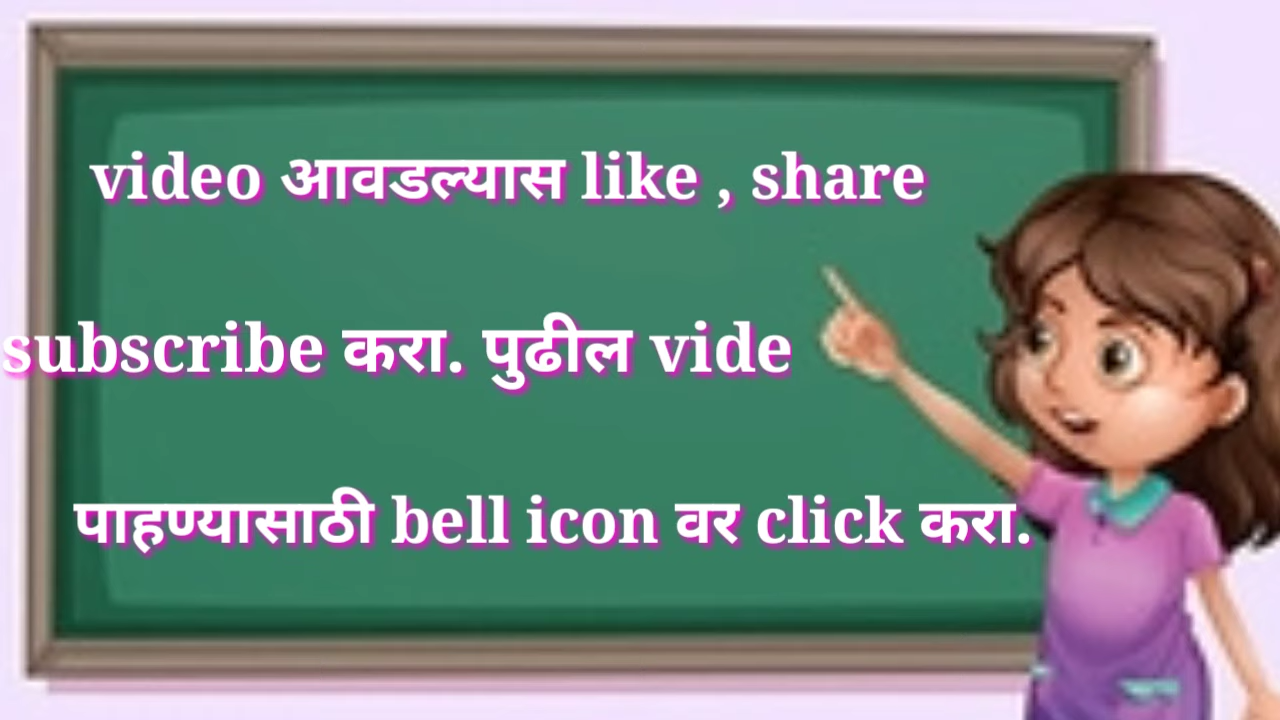 video आवडल्यास like , share
subscribe करा. पुढील vide
पाहण्यासाठी bell icon वर click करा.